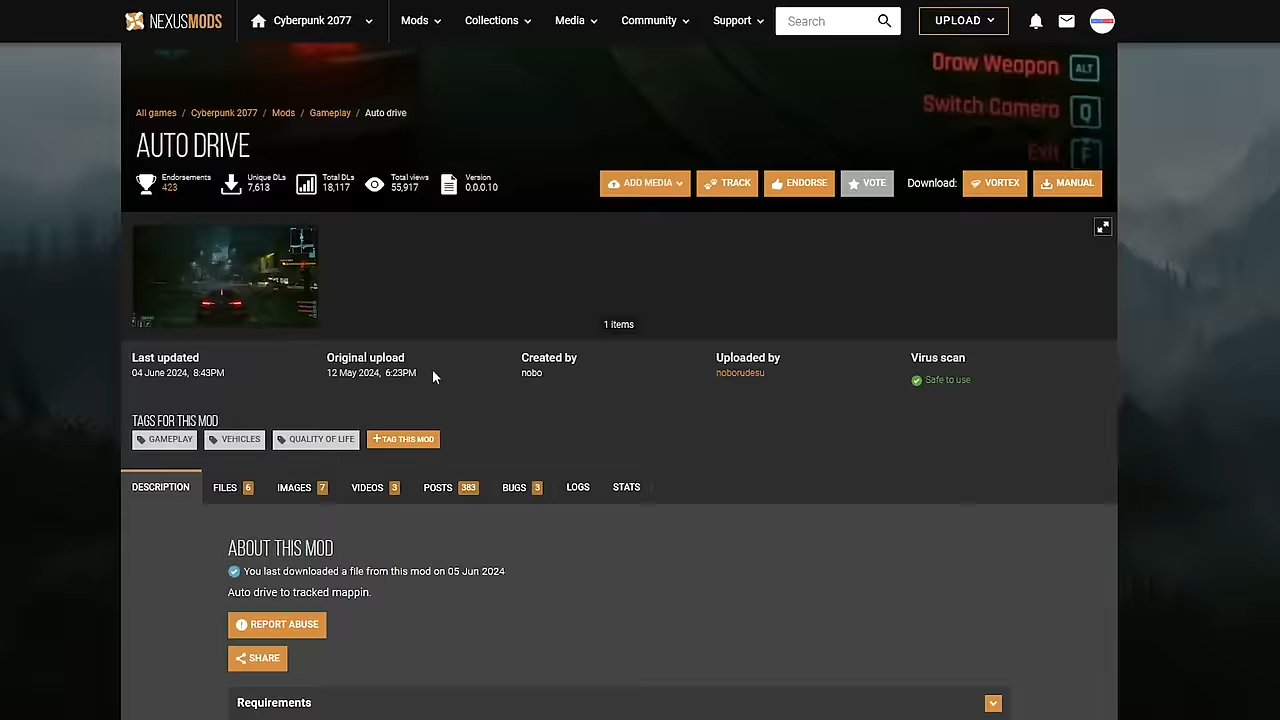 NEXUSMODS
Cyberpunk 2077
Mods
Collections
Media
Community
Support
Search
UPLOAD
Draw Weapon ALT
Switch Camera Q
Exit F
All games / Cyberpunk 2077 / Mods / Gameplay / Auto drive
AUTO DRIVE
Endorsements
423
Unique DLs
7,613
Total DLs
18,117
Total views
55,917
Version
0.0.0.10
ADD MEDIA
TRACK
ENDORSE
VOTE
Download:
VORTEX
MANUAL
1 items
Last updated
04 June 2024, 8:43PM
Original upload
12 May 2024, 6:23PM
Created by
nobo
Uploaded by
noborudesu
Virus scan
Safe to use
TAGS FOR THIS MOD
GAMEPLAY
VEHICLES
QUALITY OF LIFE
+TAG THIS MOD
DESCRIPTION
FILES 6
IMAGES 7
VIDEOS 3
POSTS 383
BUGS 3
LOGS
STATS
ABOUT THIS MOD
You last downloaded a file from this mod on 05 Jun 2024
Auto drive to tracked mappin.
REPORT ABUSE
SHARE
Requirements